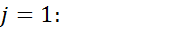 j = 1: